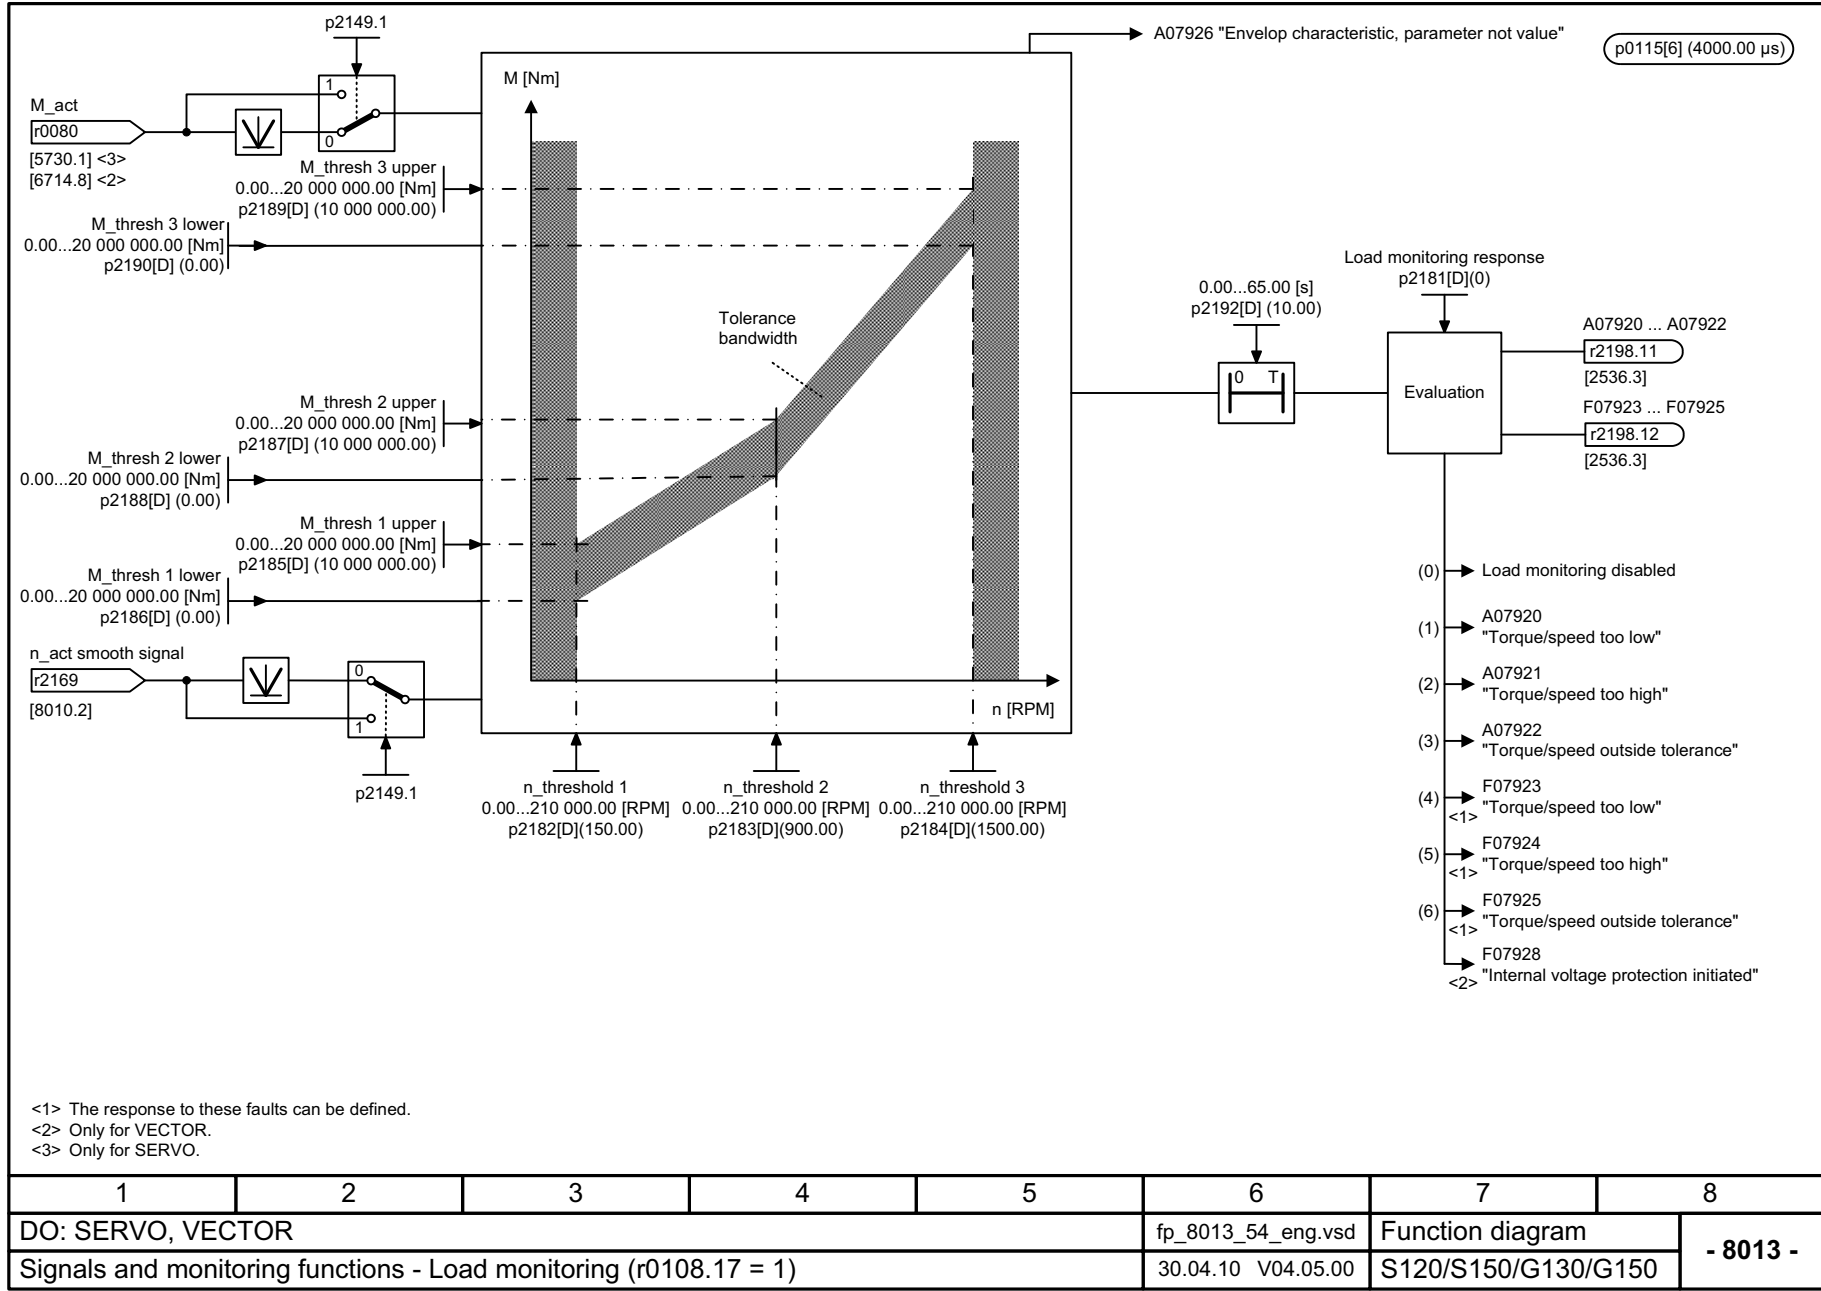 p2149.1
A07926 "Envelop characteristic, parameter not value"
p0115[6] (4000.00 µs)
M_act
r0080
[5730.1] <3>
[6714.8] <2>
1
0
M [Nm]
M_thresh 3 upper
0.00...20 000 000.00 [Nm]
p2189[D] (10 000 000.00)
M_thresh 3 lower
0.00...20 000 000.00 [Nm]
p2190[D] (0.00)
Tolerance
bandwidth
M_thresh 2 upper
0.00...20 000 000.00 [Nm]
p2187[D] (10 000 000.00)
M_thresh 2 lower
0.00...20 000 000.00 [Nm]
p2188[D] (0.00)
M_thresh 1 upper
0.00...20 000 000.00 [Nm]
p2185[D] (10 000 000.00)
M_thresh 1 lower
0.00...20 000 000.00 [Nm]
p2186[D] (0.00)
n_act smooth signal
r2169
[8010.2]
0
1
p2149.1
n [RPM]
n_threshold 1
0.00...210 000.00 [RPM]
p2182[D](150.00)
n_threshold 2
0.00...210 000.00 [RPM]
p2183[D](900.00)
n_threshold 3
0.00...210 000.00 [RPM]
p2184[D](1500.00)
0.00...65.00 [s]
p2192[D] (10.00)
0 T
Load monitoring response
p2181[D](0)
Evaluation
A07920 ... A07922
r2198.11
[2536.3]
F07923 ... F07925
r2198.12
[2536.3]
(0) Load monitoring disabled
(1) A07920
"Torque/speed too low"
(2) A07921
"Torque/speed too high"
(3) A07922
"Torque/speed outside tolerance"
(4) F07923
<1> "Torque/speed too low"
(5) F07924
<1> "Torque/speed too high"
(6) F07925
<1> "Torque/speed outside tolerance"
F07928
<2> "Internal voltage protection initiated"
<1> The response to these faults can be defined.
<2> Only for VECTOR.
<3> Only for SERVO.
1 2 3 4 5 6 7 8
DO: SERVO, VECTOR
fp_8013_54_eng.vsd
Function diagram
- 8013 -
Signals and monitoring functions - Load monitoring (r0108.17 = 1)
30.04.10 V04.05.00
S120/S150/G130/G150